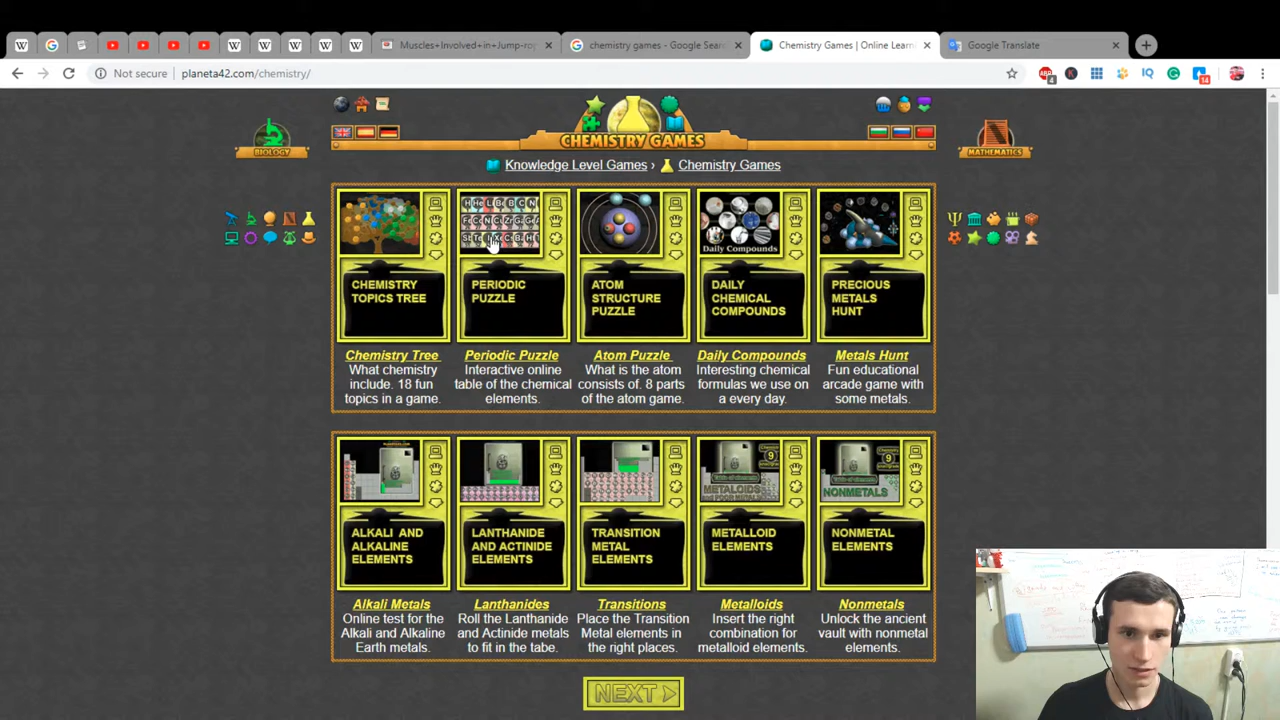 Muscles+Involved+in+Jump-rop
chemistry games - Google Sear
Chemistry Games | Online Learn
Google Translate
Not secure
planeta42.com/chemistry/
4
IQ
14
CHEMISTRY GAMES
BIOLOGY
MATHEMATICS
Knowledge Level Games › Chemistry Games
Daily Compounds
CHEMISTRY
TOPICS TREE
PERIODIC
PUZZLE
ATOM
STRUCTURE
PUZZLE
DAILY
CHEMICAL
COMPOUNDS
PRECIOUS
METALS
HUNT
Chemistry Tree
What chemistry
include. 18 fun
topics in a game.
Periodic Puzzle
Interactive online
table of the chemical
elements.
Atom Puzzle
What is the atom
consists of. 8 parts
of the atom game.
Daily Compounds
Interesting chemical
formulas we use on
a every day.
Metals Hunt
Fun educational
arcade game with
some metals.
METALOIDS
NONMETALS
ALKALI AND
ALKALINE
ELEMENTS
LANTHANIDE
AND ACTINIDE
ELEMENTS
TRANSITION
METAL
ELEMENTS
METALLOID
ELEMENTS
NONMETAL
ELEMENTS
Alkali Metals
Online test for the
Alkali and Alkaline
Earth metals.
Lanthanides
Roll the Lanthanide
and Actinide metals
to fit in the tabe.
Transitions
Place the Transition
Metal elements in
the right places.
Metalloids
Insert the right
combination for
metalloid elements.
Nonmetals
Unlock the ancient
vault with nonmetal
elements.
NEXT